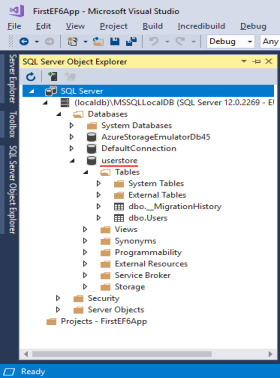 FirstEF6App - Microsoft Visual Studio
File Edit View Project Build Incredibuild Debug
Debug Any
SQL Server Object Explorer
Server Explorer
Toolbox
SQL Server Object Explorer
SQL Server
(localdb)\MSSQLLocalDB (SQL Server 12.0.2269 -
Databases
System Databases
AzureStorageEmulatorDb45
DefaultConnection
userstore
Tables
System Tables
External Tables
dbo.__MigrationHistory
dbo.Users
Views
Synonyms
Programmability
External Resources
Service Broker
Storage
Security
Server Objects
Projects - FirstEF6App
Ready